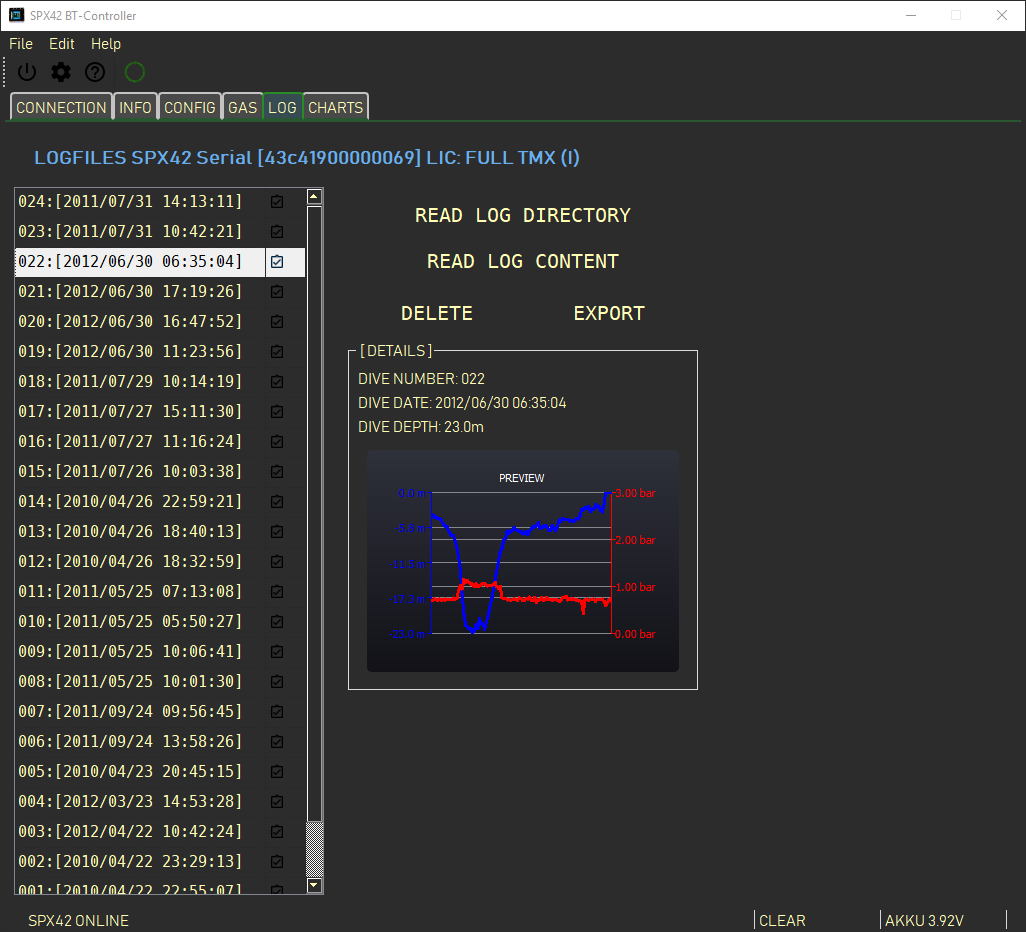 SPX42 BT-Controller
File Edit Help
CONNECTION INFO CONFIG GAS LOG CHARTS
LOGFILES SPX42 Serial [43c41900000069] LIC: FULL TMX (I)
024:[2011/07/31 14:13:11]
023:[2011/07/31 10:42:21]
022:[2012/06/30 06:35:04]
021:[2012/06/30 17:19:26]
020:[2012/06/30 16:47:52]
019:[2012/06/30 11:23:56]
018:[2011/07/29 10:14:19]
017:[2011/07/27 15:11:30]
016:[2011/07/27 11:16:24]
015:[2011/07/26 10:03:38]
014:[2010/04/26 22:59:21]
013:[2010/04/26 18:40:13]
012:[2010/04/26 18:32:59]
011:[2011/05/25 07:13:08]
010:[2011/05/25 05:50:27]
009:[2011/05/25 10:06:41]
008:[2011/05/25 10:01:30]
007:[2011/09/24 09:56:45]
006:[2011/09/24 13:58:26]
005:[2010/04/23 20:45:15]
004:[2012/03/23 14:53:28]
003:[2012/04/22 10:42:24]
002:[2010/04/22 23:29:13]
001:[2010/04/22 22:55:07]
READ LOG DIRECTORY
READ LOG CONTENT
DELETE EXPORT
[DETAILS]
DIVE NUMBER: 022
DIVE DATE: 2012/06/30 06:35:04
DIVE DEPTH: 23.0m
PREVIEW
3.00 bar
2.00 bar
1.00 bar
0.00 bar
SPX42 ONLINE CLEAR AKKU 3.92V